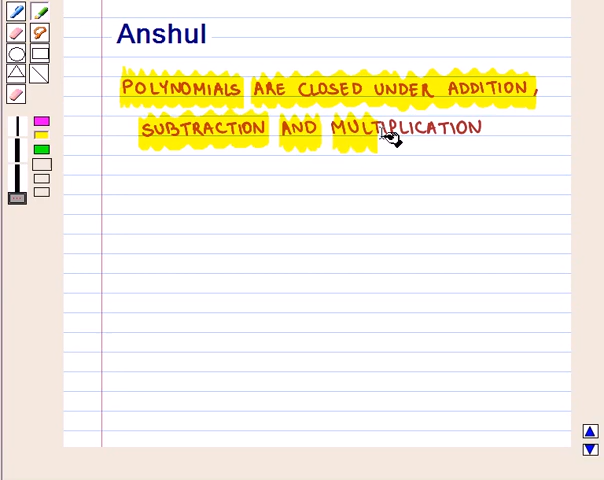 Anshul
POLYNOMIALS ARE CLOSED UNDER ADDITION,
SUBTRACTION AND MULTIPLICATION